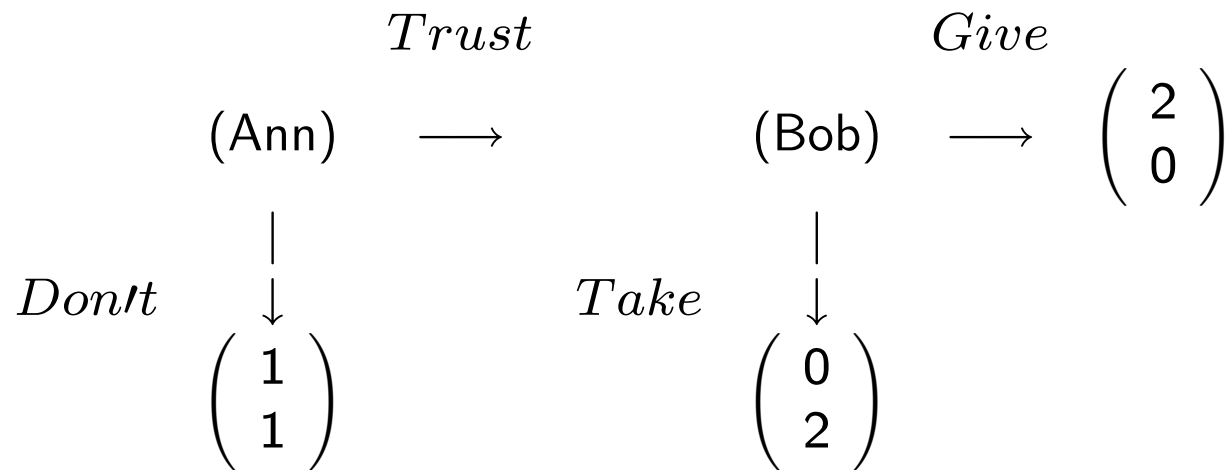 Trust Give
(Ann) ⟶ (Bob) ⟶ ( 2
0 )
Don′t Take
( 1
1 ) ( 0
2 )